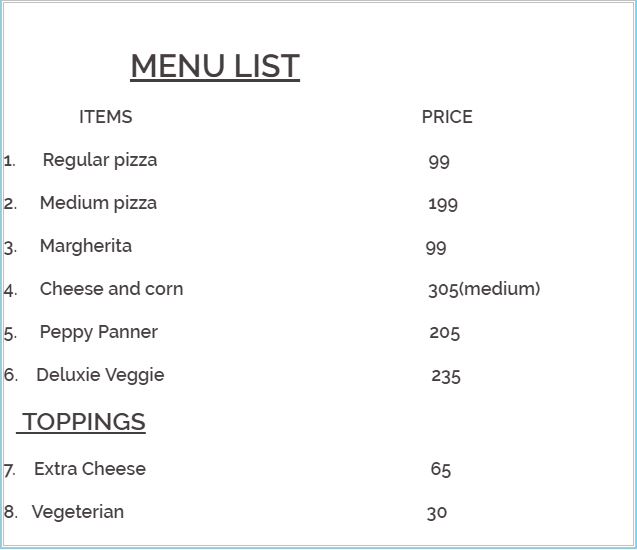 MENU LIST
ITEMS PRICE
1. Regular pizza 99
2. Medium pizza 199
3. Margherita 99
4. Cheese and corn 305(medium)
5. Peppy Panner 205
6. Deluxie Veggie 235
TOPPINGS
7. Extra Cheese 65
8. Vegeterian 30